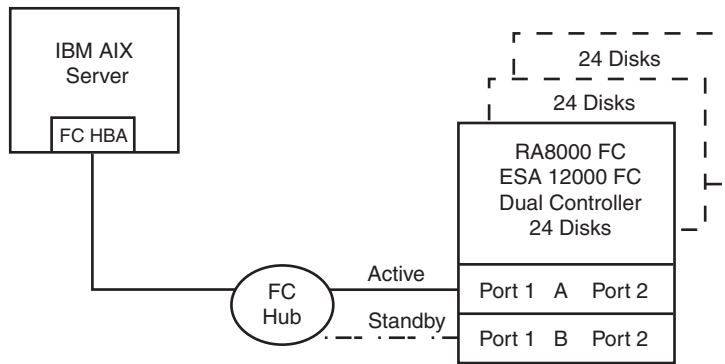 IBM AIX
Server
FC HBA
24 Disks
24 Disks
RA8000 FC
ESA 12000 FC
Dual Controller
24 Disks
Active
FC
Hub
Standby
Port 1 A Port 2
Port 1 B Port 2